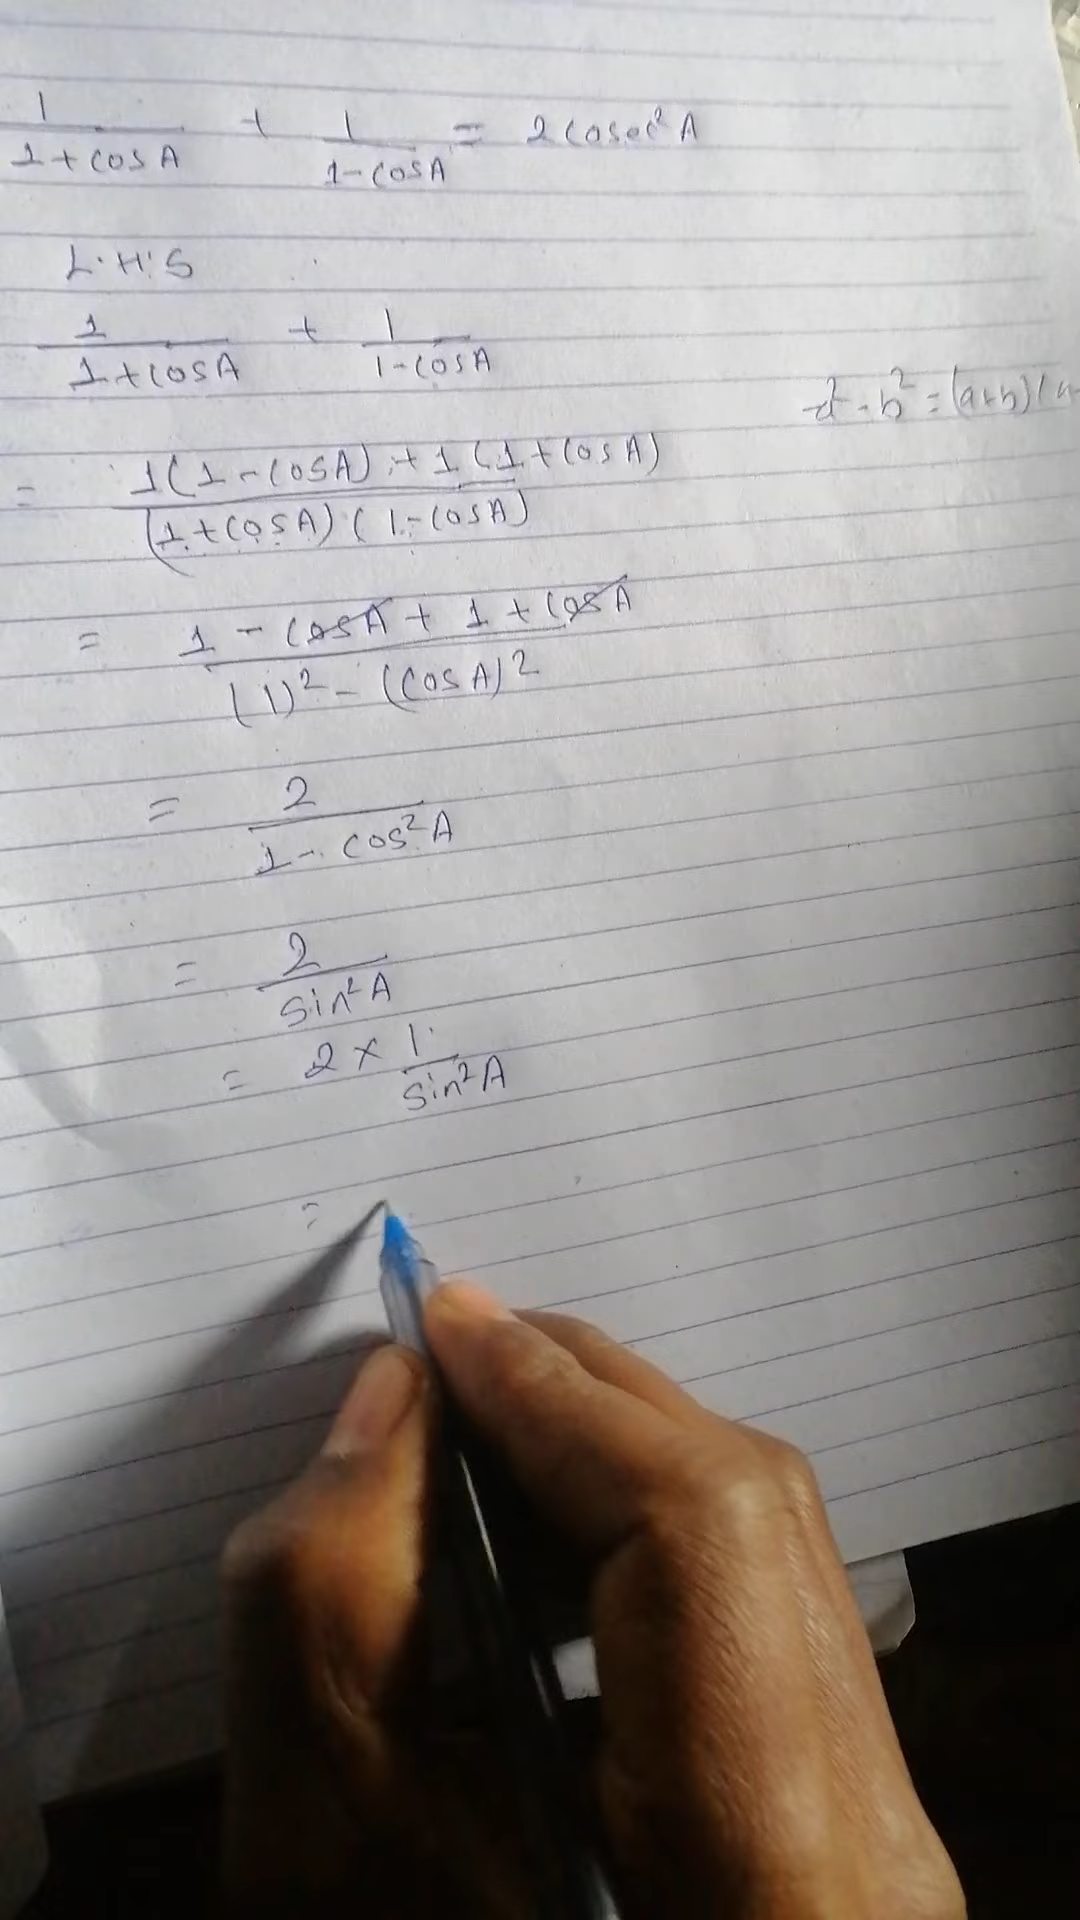 1/(1+cosA) + 1/(1-cosA) = 2cosec²A
L.H.S
1/(1+cosA) + 1/(1-cosA)
a²-b² = (a+b)(
= (1(1-cosA)+1(1+cosA))/((1+cosA)(1-cosA))
= (1-cosA+1+cosA)/((1)²-(cosA)²)
= 2/(1-cos²A)
= 2/sin²A
= 2×1/sin²A
=